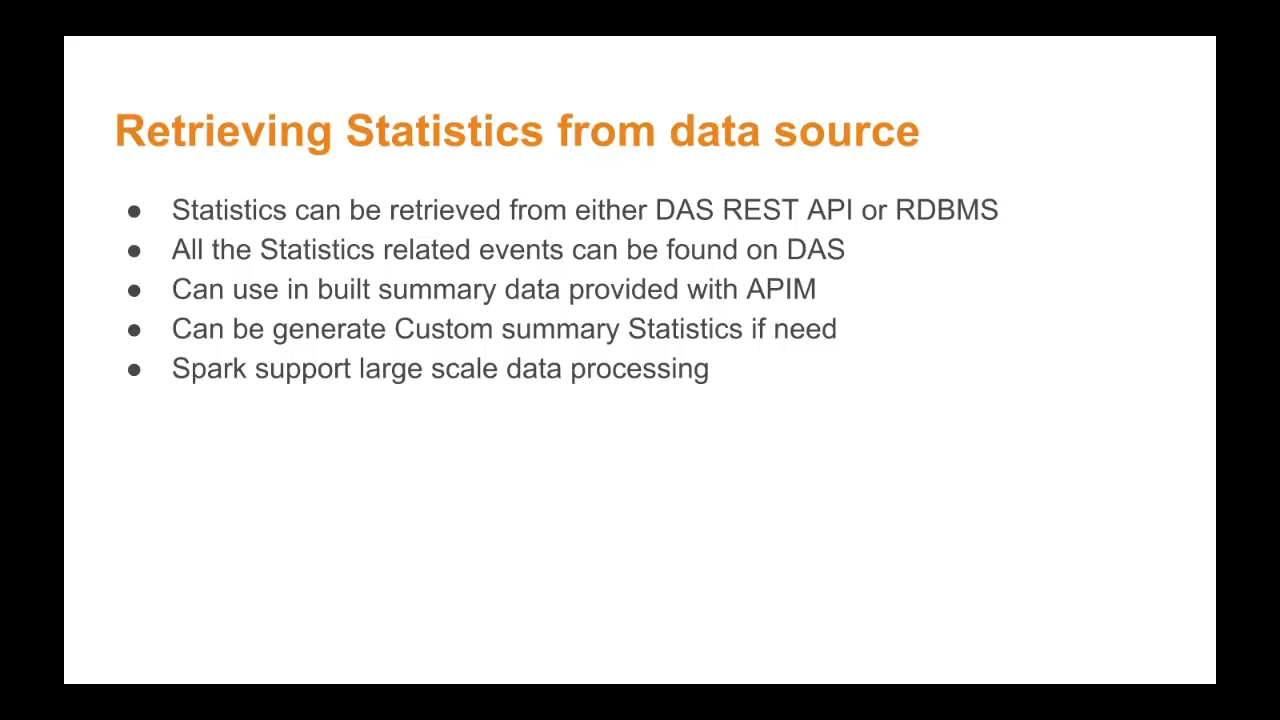 Retrieving Statistics from data source
● Statistics can be retrieved from either DAS REST API or RDBMS
● All the Statistics related events can be found on DAS
● Can use in built summary data provided with APIM
● Can be generate Custom summary Statistics if need
● Spark support large scale data processing